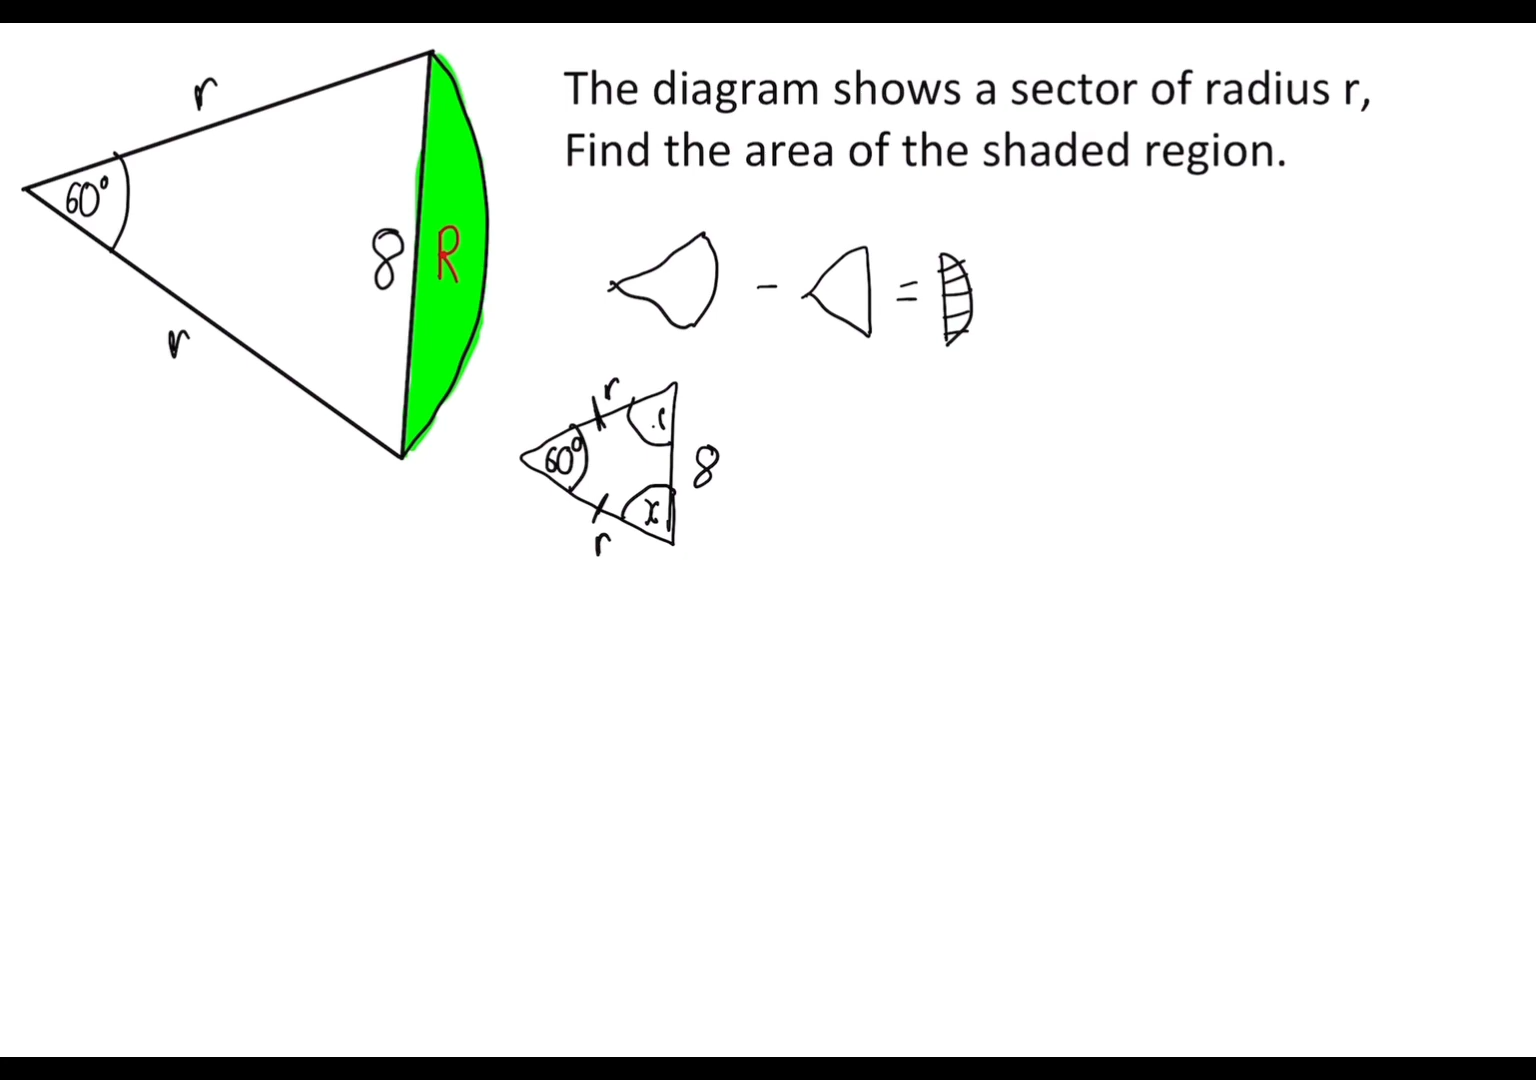 r
The diagram shows a sector of radius r,
Find the area of the shaded region.
60°
8 R
r
- =
r
60° 8
x
r